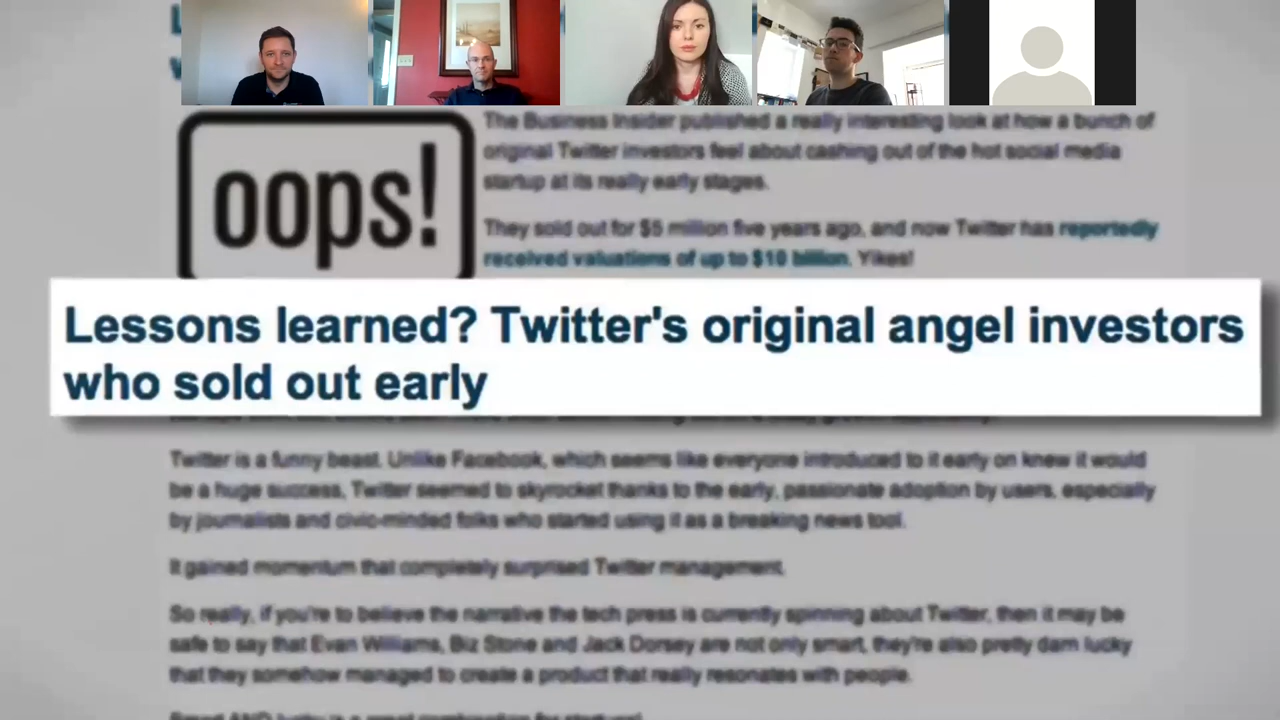 The Business Insider published a really interesting look at how a bunch of
original Twitter investors feel about cashing out of the hot social media
startup at its really early stages.
oops!
They sold out for $5 million five years ago, and now Twitter has reportedly
received valuations of up to $10 billion. Yikes!
Lessons learned? Twitter's original angel investors
who sold out early
Twitter is a funny beast. Unlike Facebook, which seems like everyone introduced to it early on knew it would
be a huge success, Twitter seemed to skyrocket thanks to the early, passionate adoption by users, especially
by journalists and civic-minded folks who started using it as a breaking news tool.
It gained momentum that completely surprised Twitter management.
So really, if you're to believe the narrative the tech press is currently spinning about Twitter, then it may be
safe to say that Evan Williams, Biz Stone and Jack Dorsey are not only smart, they're also pretty darn lucky
that they somehow managed to create a product that really resonates with people.